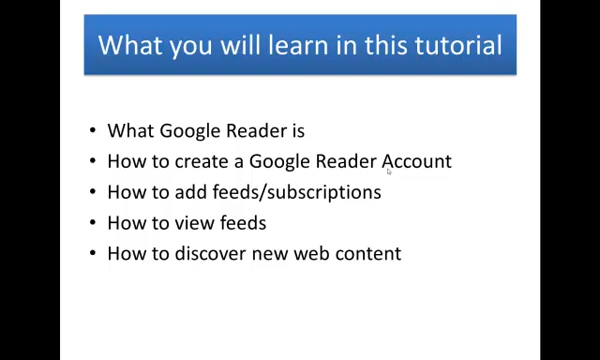 What you will learn in this tutorial
• What Google Reader is
• How to create a Google Reader Account
• How to add feeds/subscriptions
• How to view feeds
• How to discover new web content